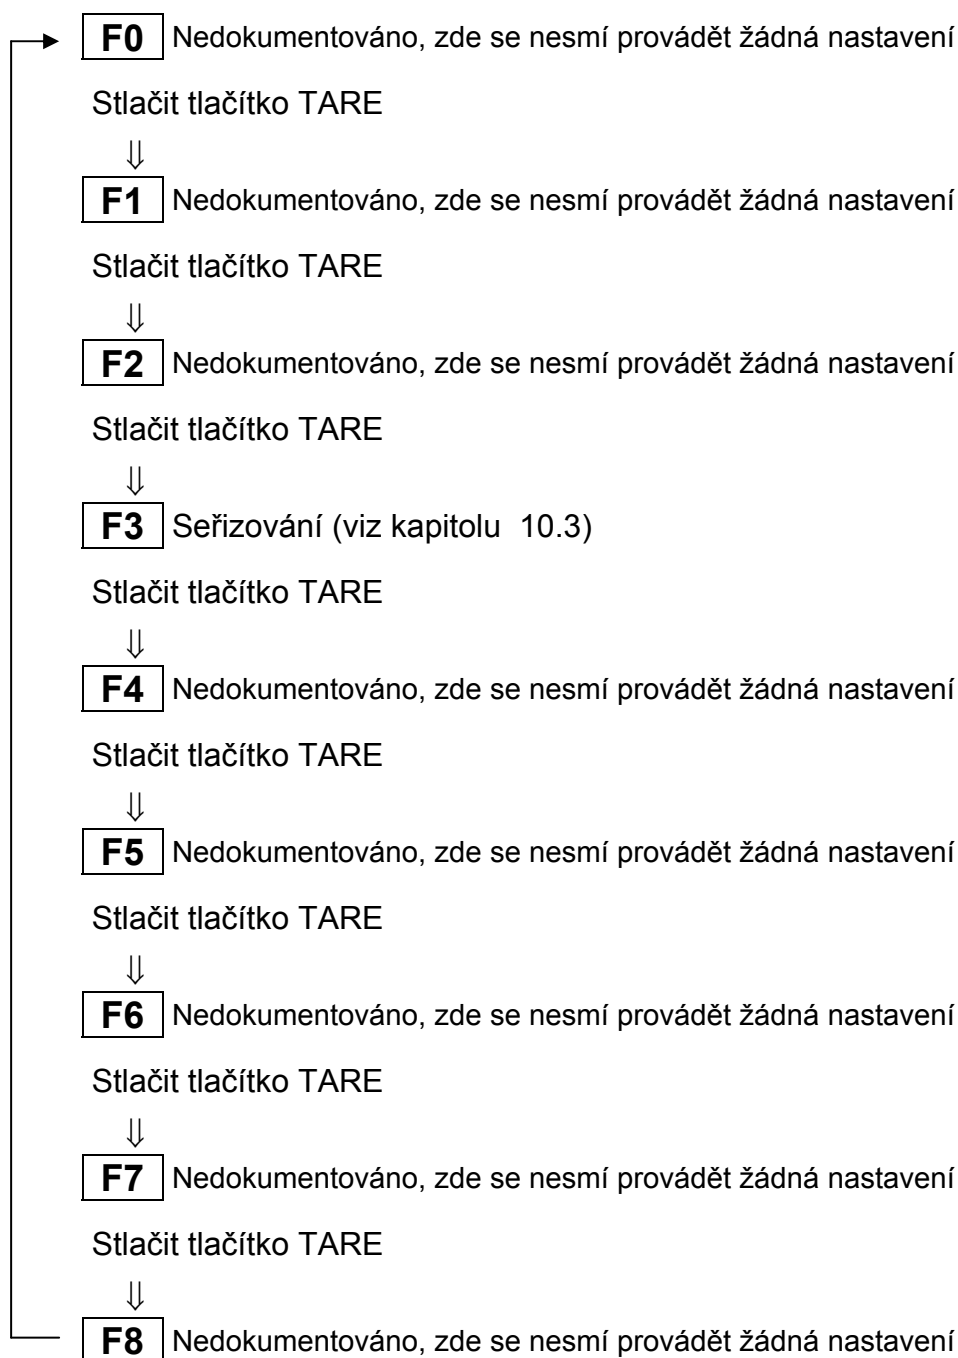 F0 Nedokumentováno, zde se nesmí provádět žádná nastavení
Stlačit tlačítko TARE
⇓
F1 Nedokumentováno, zde se nesmí provádět žádná nastavení
Stlačit tlačítko TARE
⇓
F2 Nedokumentováno, zde se nesmí provádět žádná nastavení
Stlačit tlačítko TARE
⇓
F3 Seřizování (viz kapitolu 10.3)
Stlačit tlačítko TARE
⇓
F4 Nedokumentováno, zde se nesmí provádět žádná nastavení
Stlačit tlačítko TARE
⇓
F5 Nedokumentováno, zde se nesmí provádět žádná nastavení
Stlačit tlačítko TARE
⇓
F6 Nedokumentováno, zde se nesmí provádět žádná nastavení
Stlačit tlačítko TARE
⇓
F7 Nedokumentováno, zde se nesmí provádět žádná nastavení
Stlačit tlačítko TARE
⇓
F8 Nedokumentováno, zde se nesmí provádět žádná nastavení